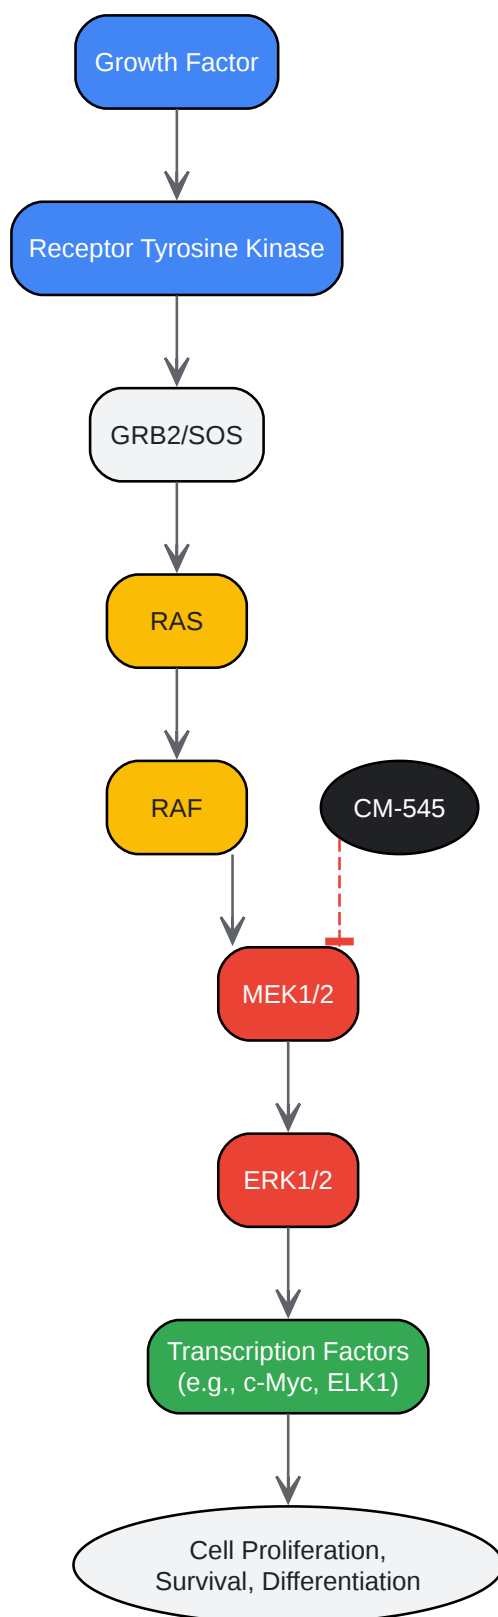 Growth Factor
Receptor Tyrosine Kinase
GRB2/SOS
RAS
RAF
CM-545
MEK1/2
ERK1/2
Transcription Factors
(e.g., c-Myc, ELK1)
Cell Proliferation,
Survival, Differentiation